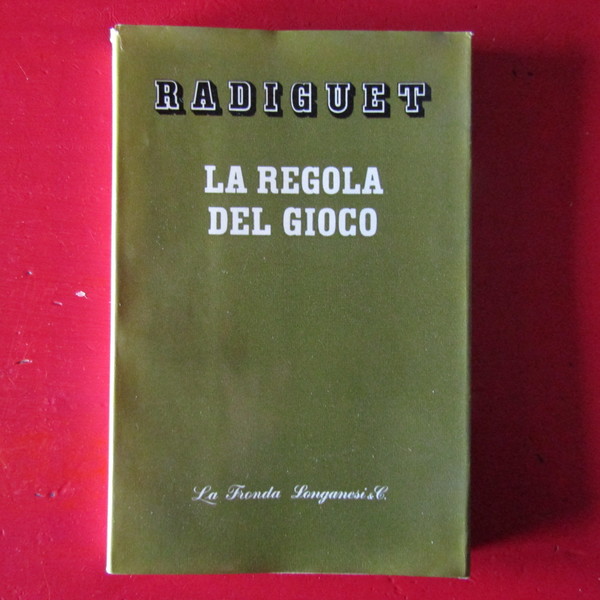 RADIGUET
LA REGOLA
DEL GIOCO
La Fronda Longanesi & C.